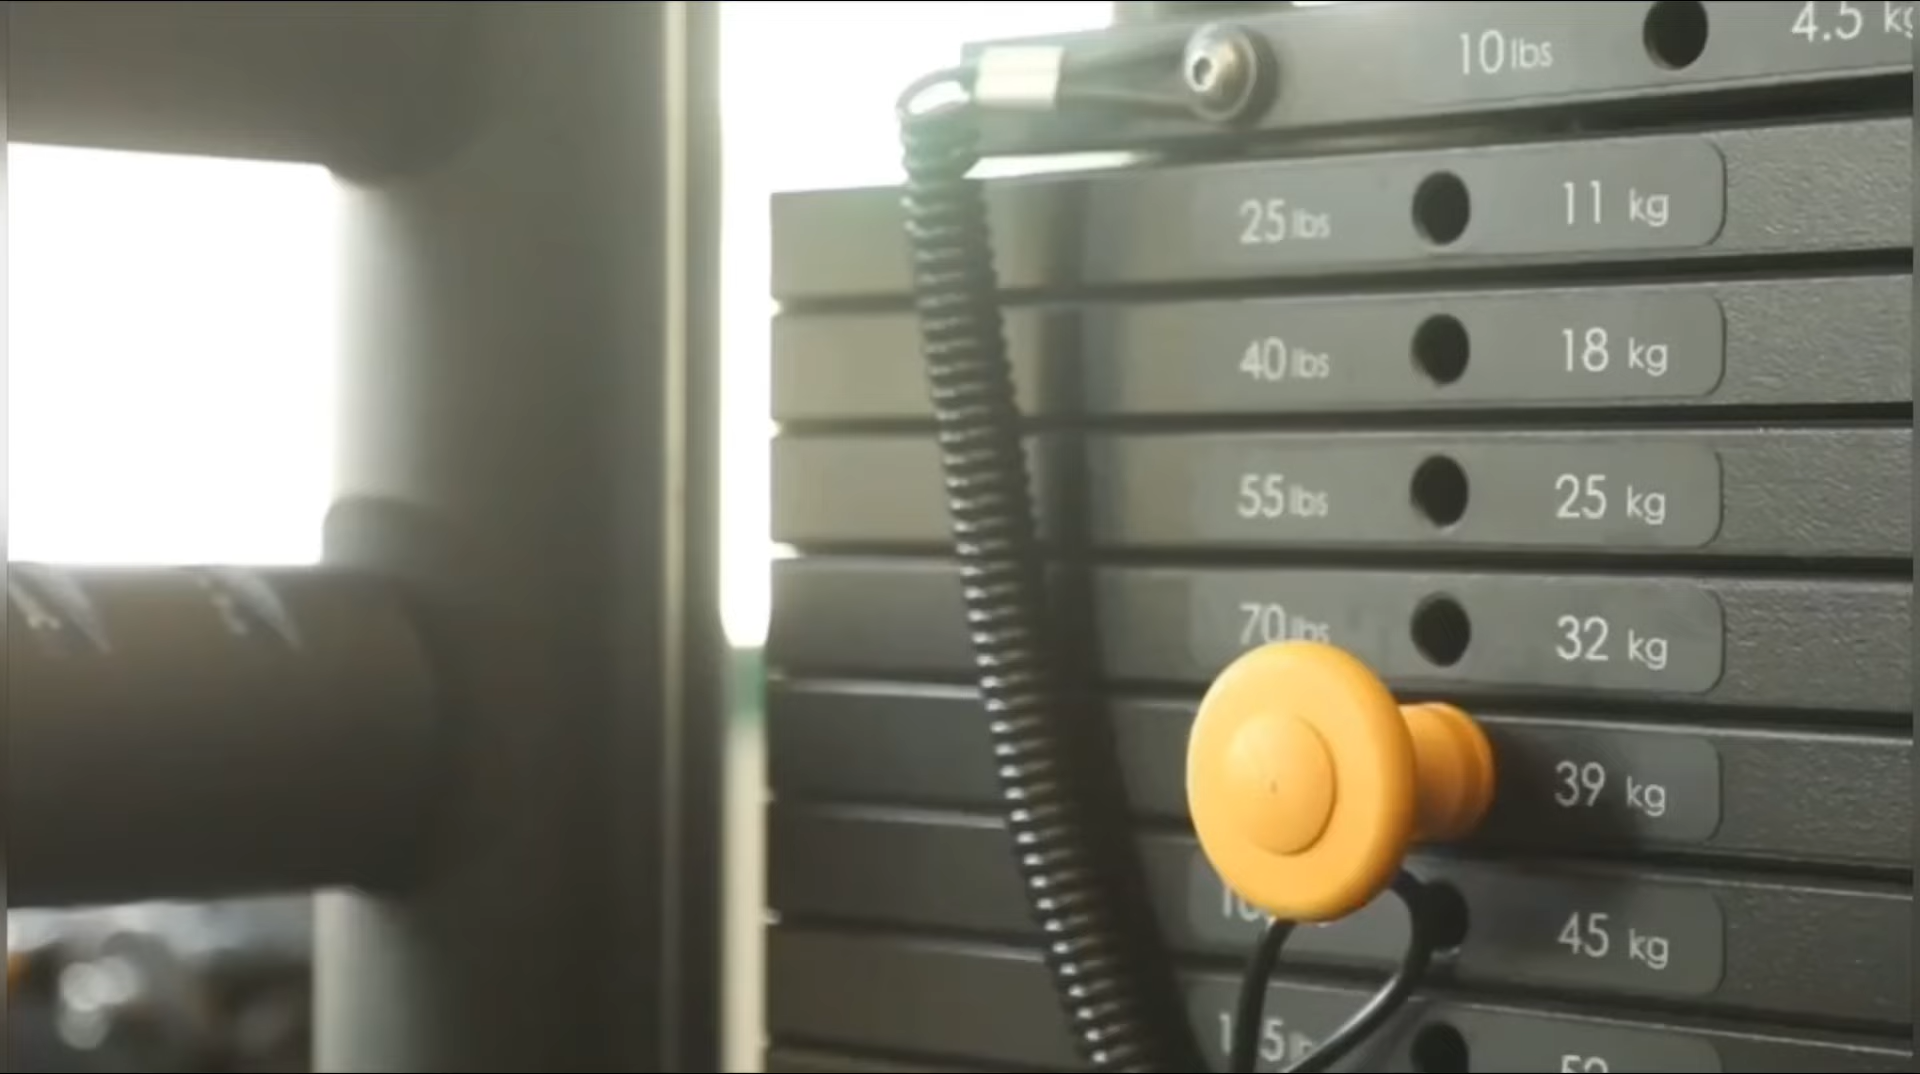 10 lbs 4.5 kg
25 lbs 11 kg
40 lbs 18 kg
55 lbs 25 kg
70 lbs 32 kg
39 kg
45 kg